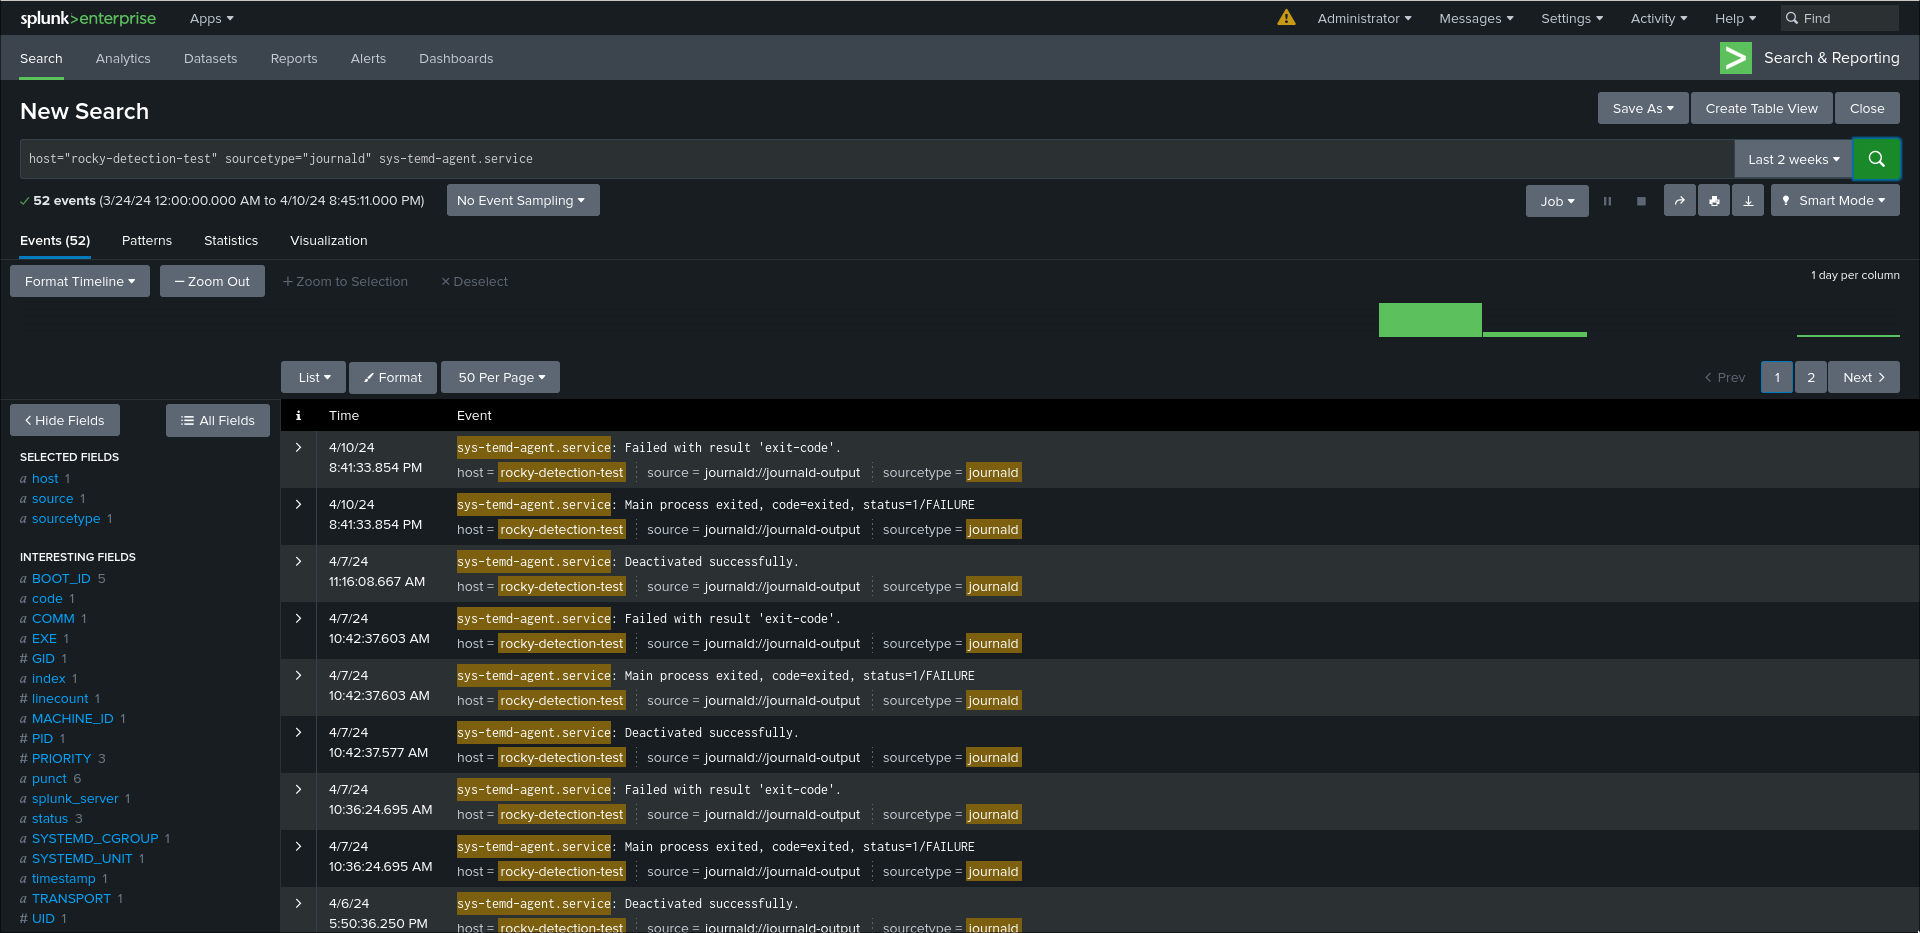 splunk>enterprise Apps Administrator Messages Settings Activity Help Find
Search Analytics Datasets Reports Alerts Dashboards Search & Reporting
New Search Save As Create Table View Close
host="rocky-detection-test" sourcetype="journald" sys-temd-agent.service Last 2 weeks
52 events (3/24/24 12:00:00.000 AM to 4/10/24 8:45:11.000 PM) No Event Sampling Job Smart Mode
Events (52) Patterns Statistics Visualization
Format Timeline — Zoom Out + Zoom to Selection × Deselect 1 day per column
List Format 50 Per Page < Prev 1 2 Next >
< Hide Fields All Fields
SELECTED FIELDS
a host 1
a source 1
a sourcetype 1
INTERESTING FIELDS
a BOOT_ID 5
a code 1
a COMM 1
a EXE 1
# GID 1
a index 1
# linecount 1
a MACHINE_ID 1
# PID 1
# PRIORITY 3
a punct 6
a splunk_server 1
a status 3
a SYSTEMD_CGROUP 1
a SYSTEMD_UNIT 1
a timestamp 1
a TRANSPORT 1
# UID 1
i Time Event
4/10/24 sys-temd-agent.service: Failed with result 'exit-code'.
8:41:33.854 PM host = rocky-detection-test source = journald://journald-output sourcetype = journald
4/10/24 sys-temd-agent.service: Main process exited, code=exited, status=1/FAILURE
8:41:33.854 PM host = rocky-detection-test source = journald://journald-output sourcetype = journald
4/7/24 sys-temd-agent.service: Deactivated successfully.
11:16:08.667 AM host = rocky-detection-test source = journald://journald-output sourcetype = journald
4/7/24 sys-temd-agent.service: Failed with result 'exit-code'.
10:42:37.603 AM host = rocky-detection-test source = journald://journald-output sourcetype = journald
4/7/24 sys-temd-agent.service: Main process exited, code=exited, status=1/FAILURE
10:42:37.603 AM host = rocky-detection-test source = journald://journald-output sourcetype = journald
4/7/24 sys-temd-agent.service: Deactivated successfully.
10:42:37.577 AM host = rocky-detection-test source = journald://journald-output sourcetype = journald
4/7/24 sys-temd-agent.service: Failed with result 'exit-code'.
10:36:24.695 AM host = rocky-detection-test source = journald://journald-output sourcetype = journald
4/7/24 sys-temd-agent.service: Main process exited, code=exited, status=1/FAILURE
10:36:24.695 AM host = rocky-detection-test source = journald://journald-output sourcetype = journald
4/6/24 sys-temd-agent.service: Deactivated successfully.
5:50:36.250 PM host = rocky-detection-test source = journald://journald-output sourcetype = journald